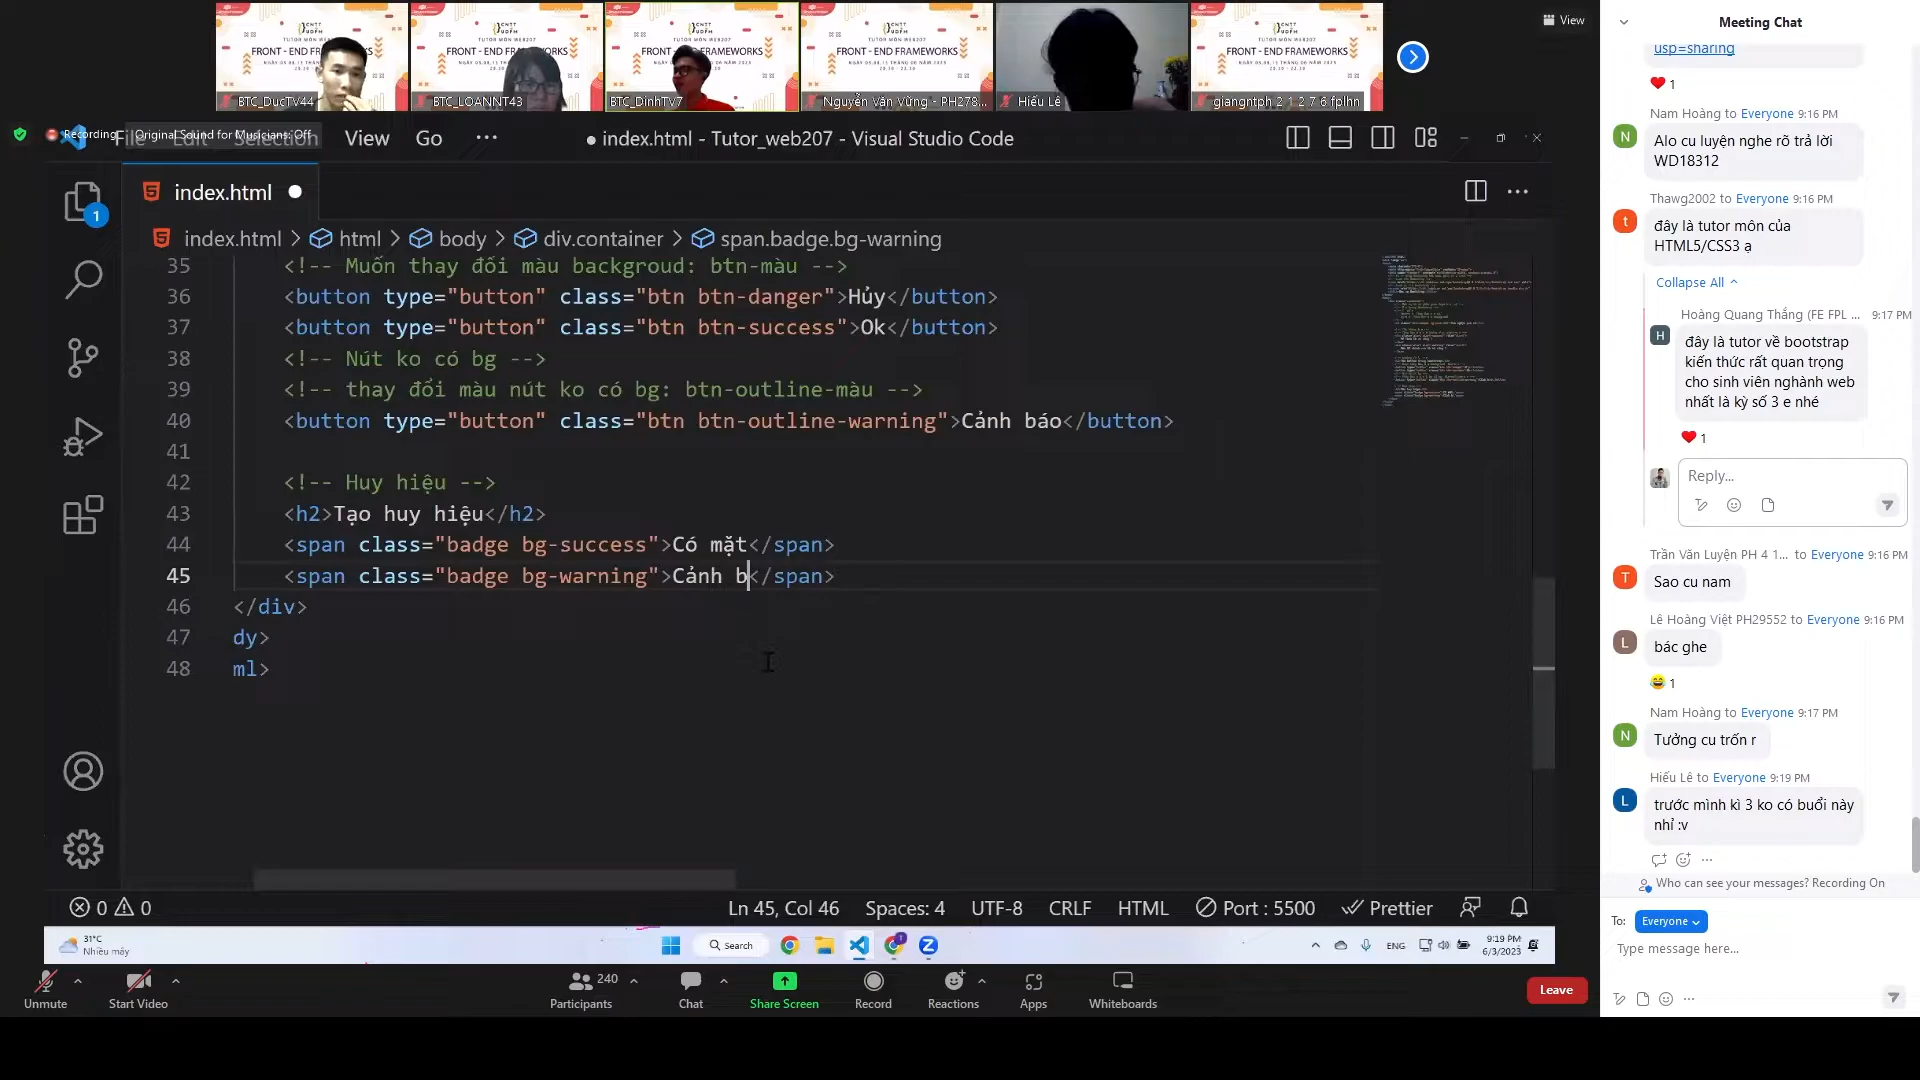 FRONT - END FRAMEWORKS
BTC_DucTV44
FRONT - END FRAMEWORKS
BTC_LOANNT43
BTC_DinhTV7
Nguyễn Văn Vững - PH278...
Hiếu Lê
FRONT - END FRAMEWORKS
giangntph 2 1 2 7 6 fplhn
View
Recording
Original Sound for Musicians: Off
File Edit Selection View Go ...
● index.html - Tutor_web207 - Visual Studio Code
1
index.html
index.html > html > body > div.container > span.badge.bg-warning
35 <!-- Muốn thay đổi màu backgroud: btn-màu -->
36 <button type="button" class="btn btn-danger">Hủy</button>
37 <button type="button" class="btn btn-success">Ok</button>
38 <!-- Nút ko có bg -->
39 <!-- thay đổi màu nút ko có bg: btn-outline-màu -->
40 <button type="button" class="btn btn-outline-warning">Cảnh báo</button>
41
42 <!-- Huy hiệu -->
43 <h2>Tạo huy hiệu</h2>
44 <span class="badge bg-success">Có mặt</span>
45 <span class="badge bg-warning">Cảnh b</span>
46 </div>
47 dy>
48 ml>
0 0
Ln 45, Col 46 Spaces: 4 UTF-8 CRLF HTML Port : 5500 Prettier
31°C
Nhiều mây
Search
ENG
9:19 PM
6/3/2023
Unmute
Start Video
240
Participants
Chat
Share Screen
Record
Reactions
Apps
Whiteboards
Leave
Meeting Chat
usp=sharing
1
Nam Hoàng to Everyone 9:16 PM
N
Alo cu luyện nghe rõ trả lời
WD18312
Thawg2002 to Everyone 9:16 PM
t
đây là tutor môn của
HTML5/CSS3 ạ
Collapse All
Hoàng Quang Thắng (FE FPL ... 9:17 PM
H
đây là tutor về bootstrap
kiến thức rất quan trọng
cho sinh viên nghành web
nhất là kỳ số 3 e nhé
1
Reply...
Trần Văn Luyện PH 4 1... to Everyone 9:16 PM
T
Sao cu nam
Lê Hoàng Việt PH29552 to Everyone 9:16 PM
L
bác ghe
1
Nam Hoàng to Everyone 9:17 PM
N
Tưởng cu trốn r
Hiếu Lê to Everyone 9:19 PM
L
trước mình kì 3 ko có buổi này
nhỉ :v
Who can see your messages? Recording On
To: Everyone
Type message here...